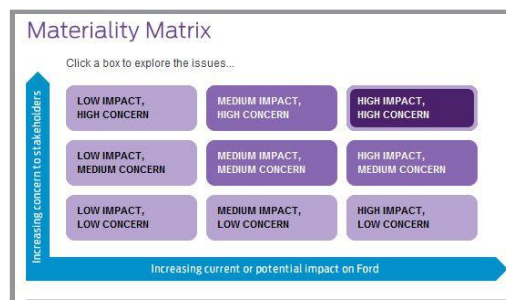 Materiality Matrix
Click a box to explore the issues...
Increasing concern to stakeholders
LOW IMPACT,
HIGH CONCERN
MEDIUM IMPACT,
HIGH CONCERN
HIGH IMPACT,
HIGH CONCERN
LOW IMPACT,
MEDIUM CONCERN
MEDIUM IMPACT,
MEDIUM CONCERN
HIGH IMPACT,
MEDIUM CONCERN
LOW IMPACT,
LOW CONCERN
MEDIUM IMPACT,
LOW CONCERN
HIGH IMPACT,
LOW CONCERN
Increasing current or potential impact on Ford